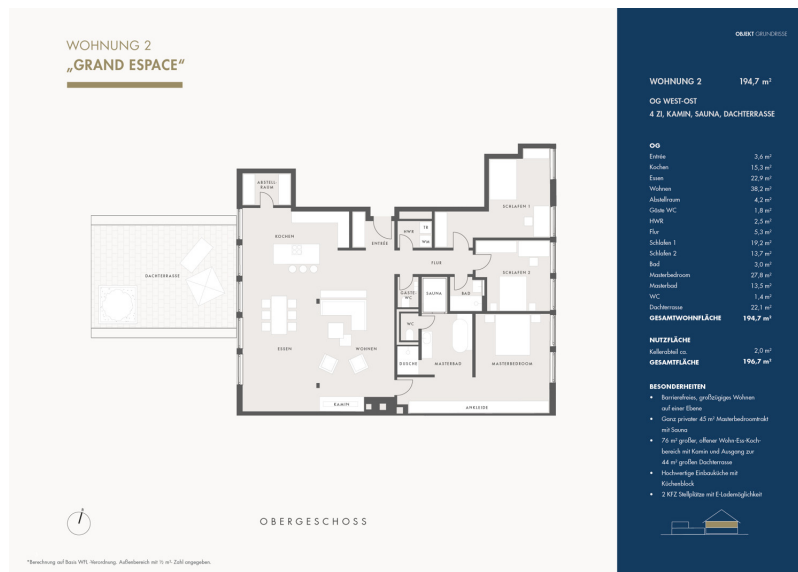 WOHNUNG 2
„GRAND ESPACE“
ABSTELL
RAUM
KOCHEN
ENTRÉE
HWR
TR
WM
SCHLAFEN 1
FLUR
SCHLAFEN 2
DACHTERRASSE
GÄSTE
WC
SAUNA
BAD
WC
ESSEN
WOHNEN
DUSCHE
MASTERBAD
MASTERBEDROOM
KAMIN
ANKLEIDE
OBERGESCHOSS
*Berechnung auf Basis WFL -Verordnung. Außenbereich mit ½ m²- Zahl angegeben.
OBJEKT GRUNDRISSE
WOHNUNG 2 194,7 m²
OG WEST-OST
4 ZI, KAMIN, SAUNA, DACHTERRASSE
OG
Entrée 3,6 m²
Kochen 15,3 m²
Essen 22,9 m²
Wohnen 38,2 m²
Abstellraum 4,2 m²
Gäste WC 1,8 m²
HWR 2,5 m²
Flur 5,3 m²
Schlafen 1 19,2 m²
Schlafen 2 13,7 m²
Bad 3,0 m²
Masterbedroom 27,8 m²
Masterbad 13,5 m²
WC 1,4 m²
Dachterrasse 22,1 m²
GESAMTWOHNFLÄCHE 194,7 m²
NUTZFLÄCHE
Kellerabteil ca. 2,0 m²
GESAMTFLÄCHE 196,7 m²
BESONDERHEITEN
• Barrierefreies, großzügiges Wohnen
auf einer Ebene
• Ganz privater 45 m² Masterbedroomtrakt
mit Sauna
• 76 m² großer, offener Wohn-Ess-Koch-
bereich mit Kamin und Ausgang zur
44 m² großen Dachterrasse
• Hochwertige Einbauküche mit
Küchenblock
• 2 KFZ Stellplätze mit E-Lademöglichkeit